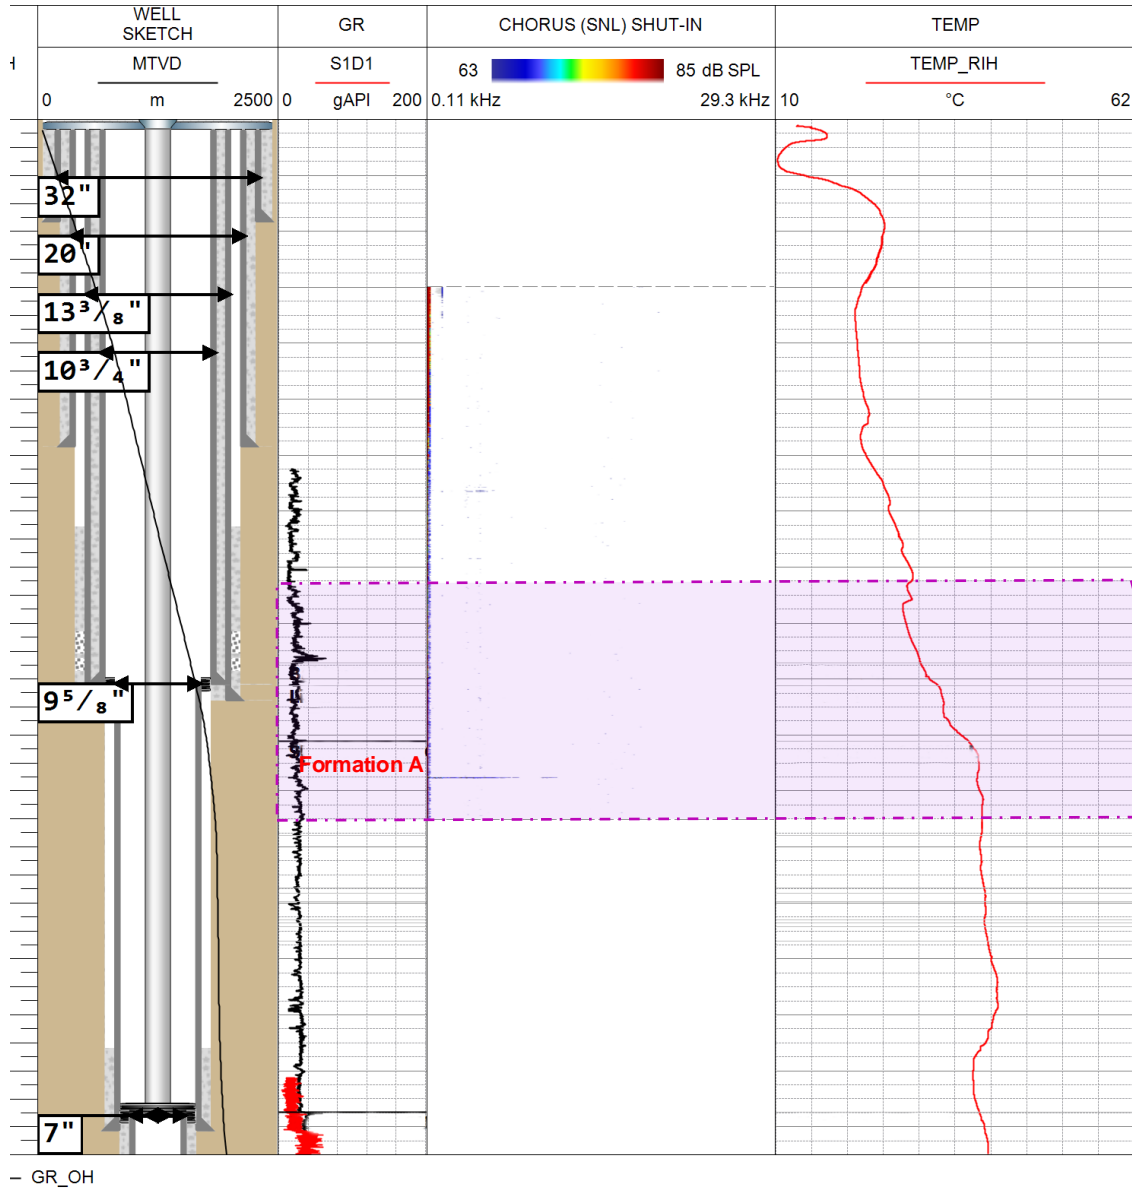 WELL
SKETCH
GR
CHORUS (SNL) SHUT-IN
TEMP
MTVD
S1D1
63
85 dB SPL
TEMP_RIH
0
m
2500
0
gAPI
200
0.11 kHz
29.3 kHz
10
°C
62
32"
20"
13³/₈"
10³/₄"
9⁵/₈"
Formation A
7"
GR_OH